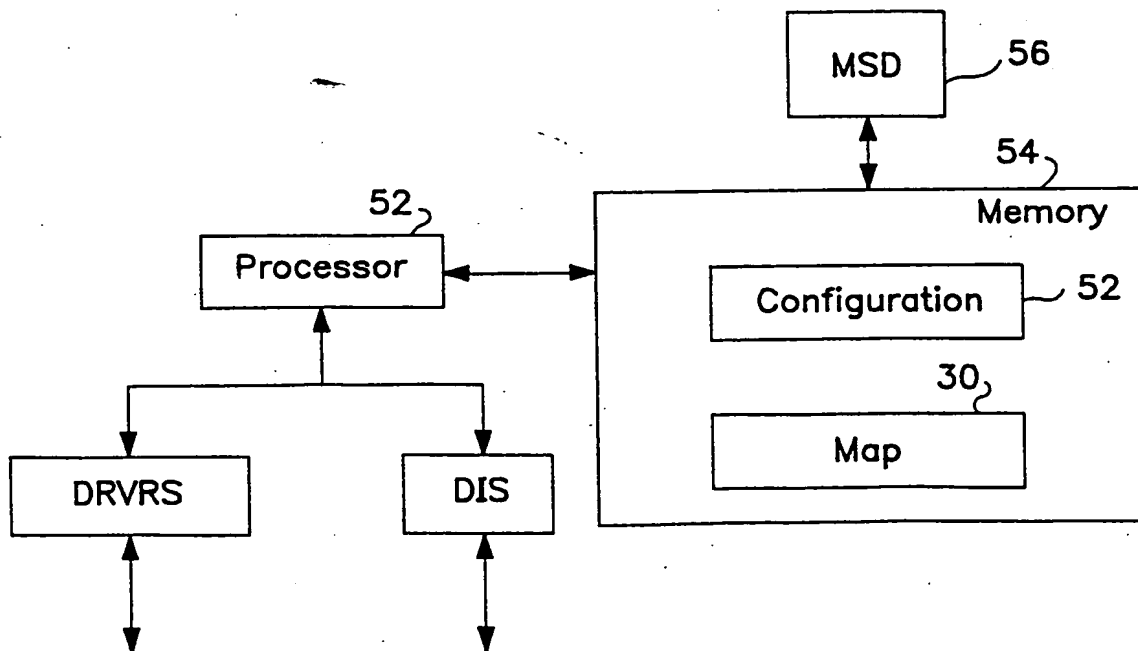 MSD
56
54
Memory
52
Processor
Configuration
52
30
Map
DRVRS
DIS